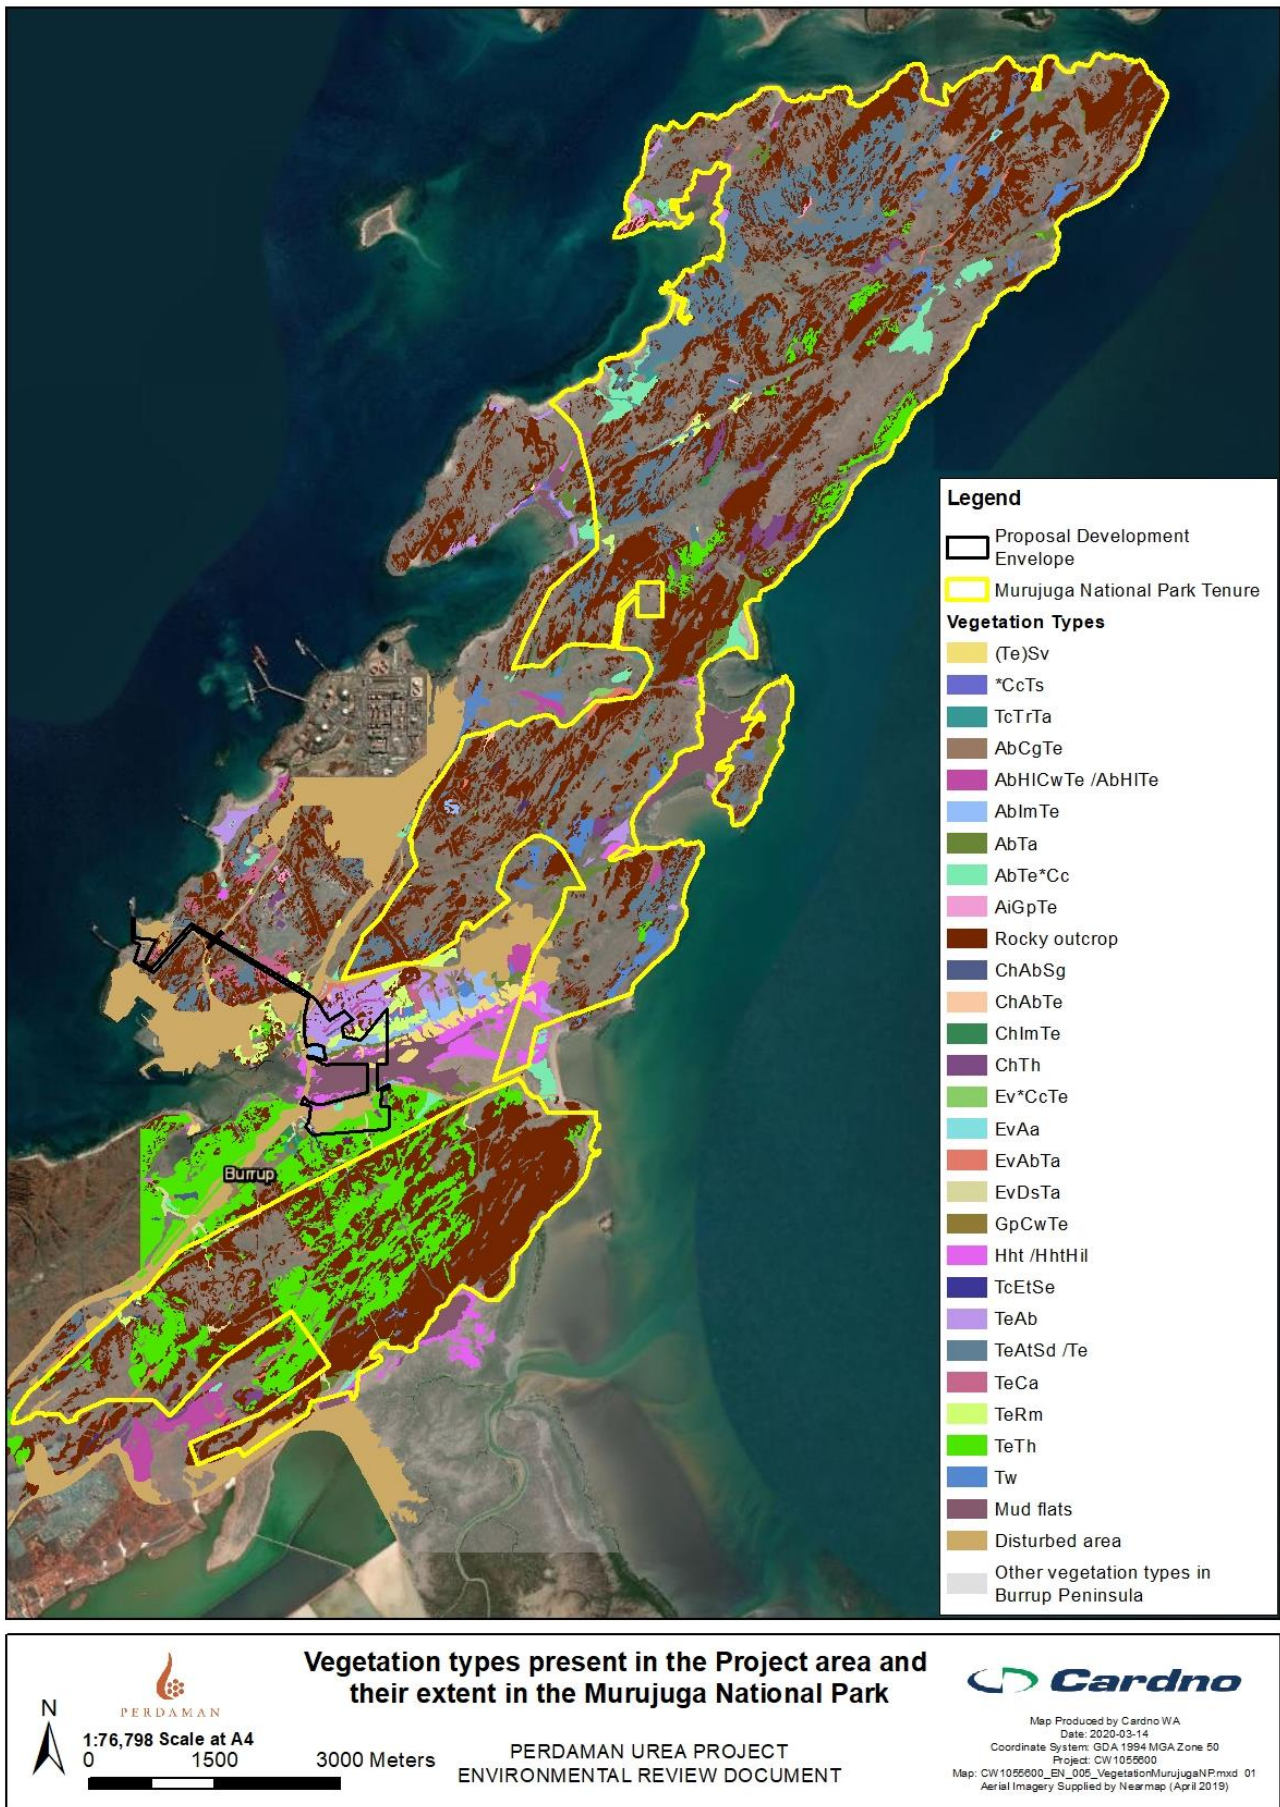 Burrup
Legend
Proposal Development
Envelope
Murujuga National Park Tenure
Vegetation Types
(Te)Sv
*CcTs
TcTrTa
AbCgTe
AbHlCwTe /AbHlTe
AbImTe
AbTa
AbTe*Cc
AiGpTe
Rocky outcrop
ChAbSg
ChAbTe
ChImTe
ChTh
Ev*CcTe
EvAa
EvAbTa
EvDsTa
GpCwTe
Hht /HhtHil
TcEtSe
TeAb
TeAtSd /Te
TeCa
TeRm
TeTh
Tw
Mud flats
Disturbed area
Other vegetation types in
Burrup Peninsula
N
PERDAMAN
1:76,798 Scale at A4
0 1500 3000 Meters
Vegetation types present in the Project area and
their extent in the Murujuga National Park
PERDAMAN UREA PROJECT
ENVIRONMENTAL REVIEW DOCUMENT
Cardno
Map Produced by Cardno WA
Date: 2020-03-14
Coordinate System: GDA 1994 MGA Zone 50
Project: CW1055600
Map: CW1055600_EN_005_VegetationMurujugaNP.mxd 01
Aerial Imagery Supplied by Nearmap (April 2019)